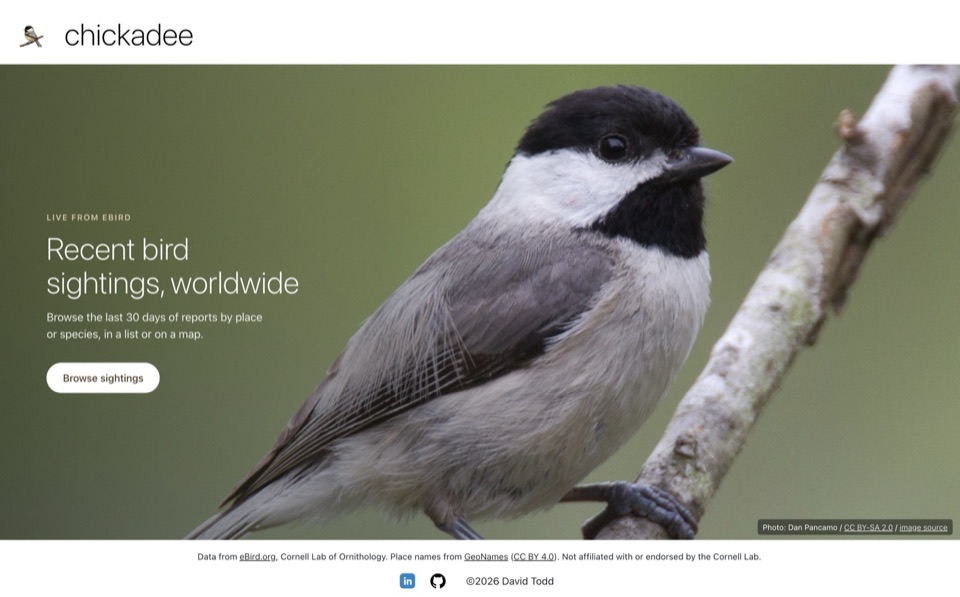 chickadee
LIVE FROM EBIRD
Recent bird
sightings, worldwide
Browse the last 30 days of reports by place
or species, in a list or on a map.
Browse sightings
Photo: Dan Pancamo / CC BY-SA 2.0 / image source
Data from eBird.org, Cornell Lab of Ornithology. Place names from GeoNames (CC BY 4.0). Not affiliated with or endorsed by the Cornell Lab.
in
©2026 David Todd